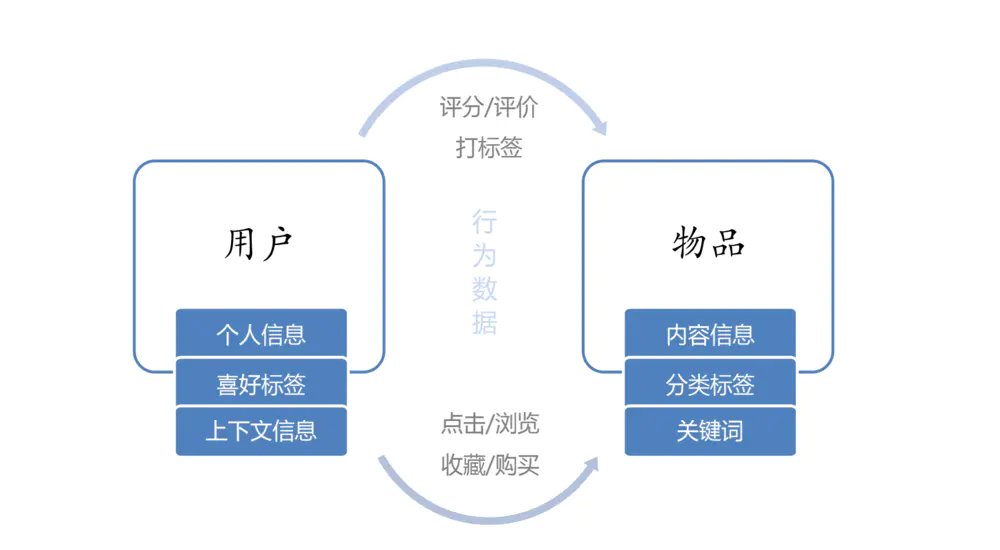 评分/评价
打标签
用户
行为数据
物品
个人信息
喜好标签
上下文信息
内容信息
分类标签
关键词
点击/浏览
收藏/购买